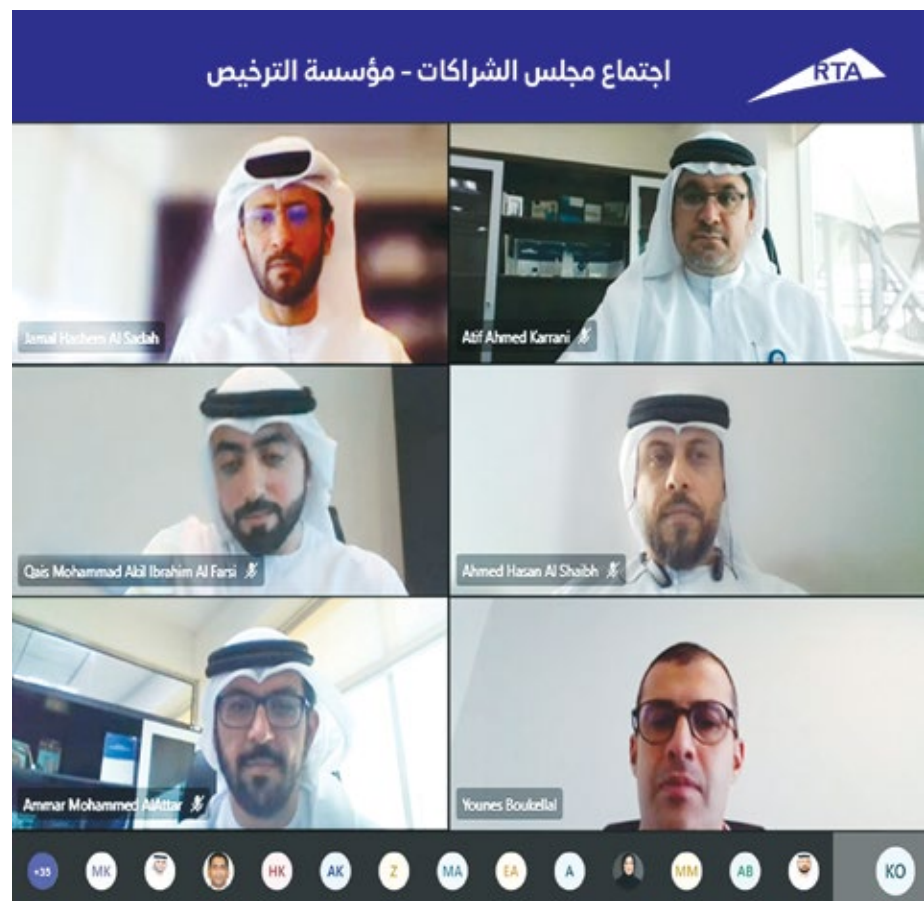 اجتماع مجلس الشراكات - مؤسسة الترخيص
RTA
Jamal Hashem Al Sadah
Atif Ahmed Karrani
Qais Mohammad Akil Ibrahim Al Farsi
Ahmed Hasan Al Shaibh
Ammar Mohammed AlAttar
Younes Boukellal
+35
MK
HK
AK
Z
MA
EA
A
MM
AB
KO